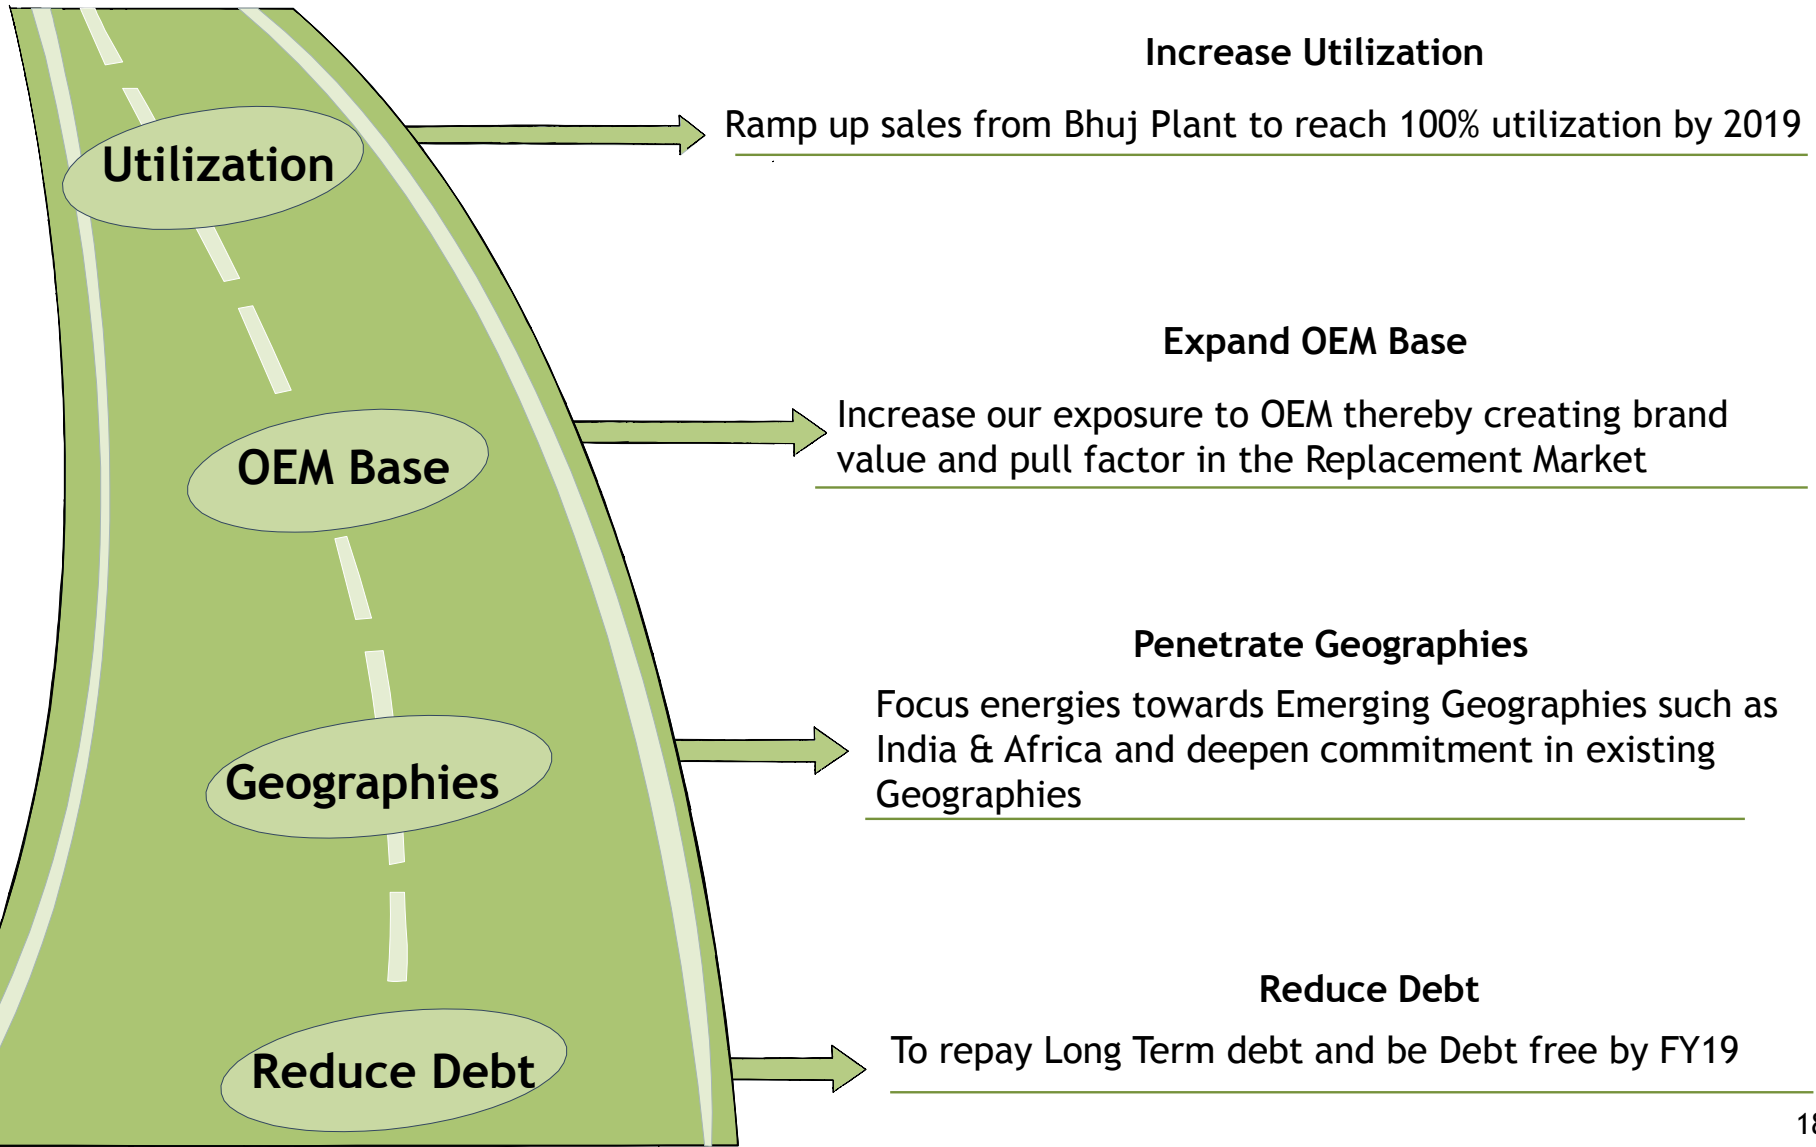 Increase Utilization
Utilization
Ramp up sales from Bhuj Plant to reach 100% utilization by 2019
Expand OEM Base
OEM Base
Increase our exposure to OEM thereby creating brand
value and pull factor in the Replacement Market
Penetrate Geographies
Geographies
Focus energies towards Emerging Geographies such as
India & Africa and deepen commitment in existing
Geographies
Reduce Debt
Reduce Debt
To repay Long Term debt and be Debt free by FY19